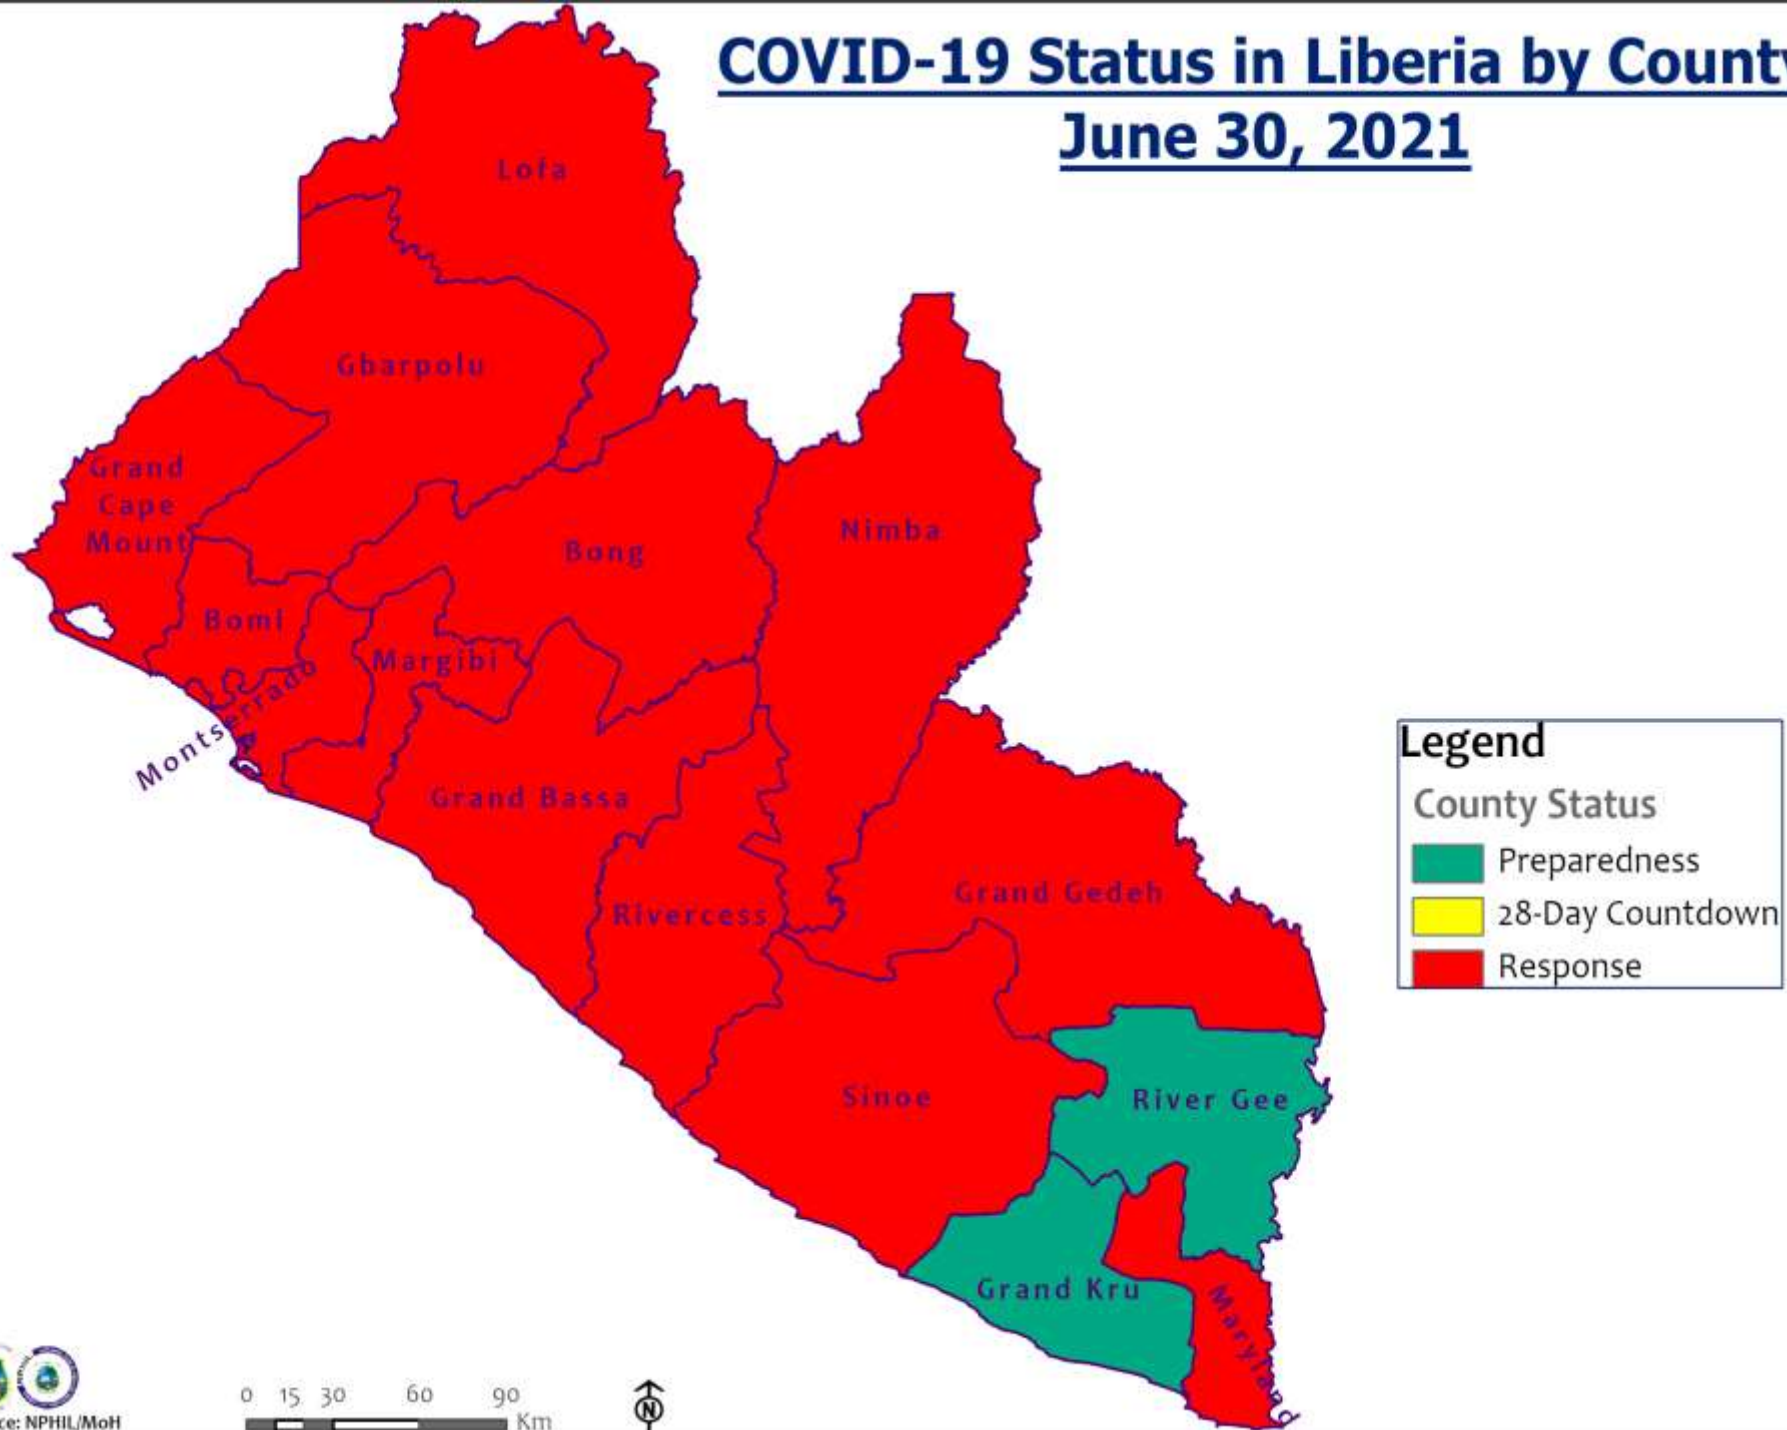 COVID-19 Status in Liberia by County
June 30, 2021
Lofa
Gbarpolu
Grand
Cape
Mount
Bong
Nimba
Bomi
Margibi
Montserrado
Grand Bassa
Rivercess
Grand Gedeh
Sinoe
River Gee
Grand Kru
Maryland
Legend
County Status
Preparedness
28-Day Countdown
Response
0 15 30 60 90
Km
N
ce: NPHIL/MoH